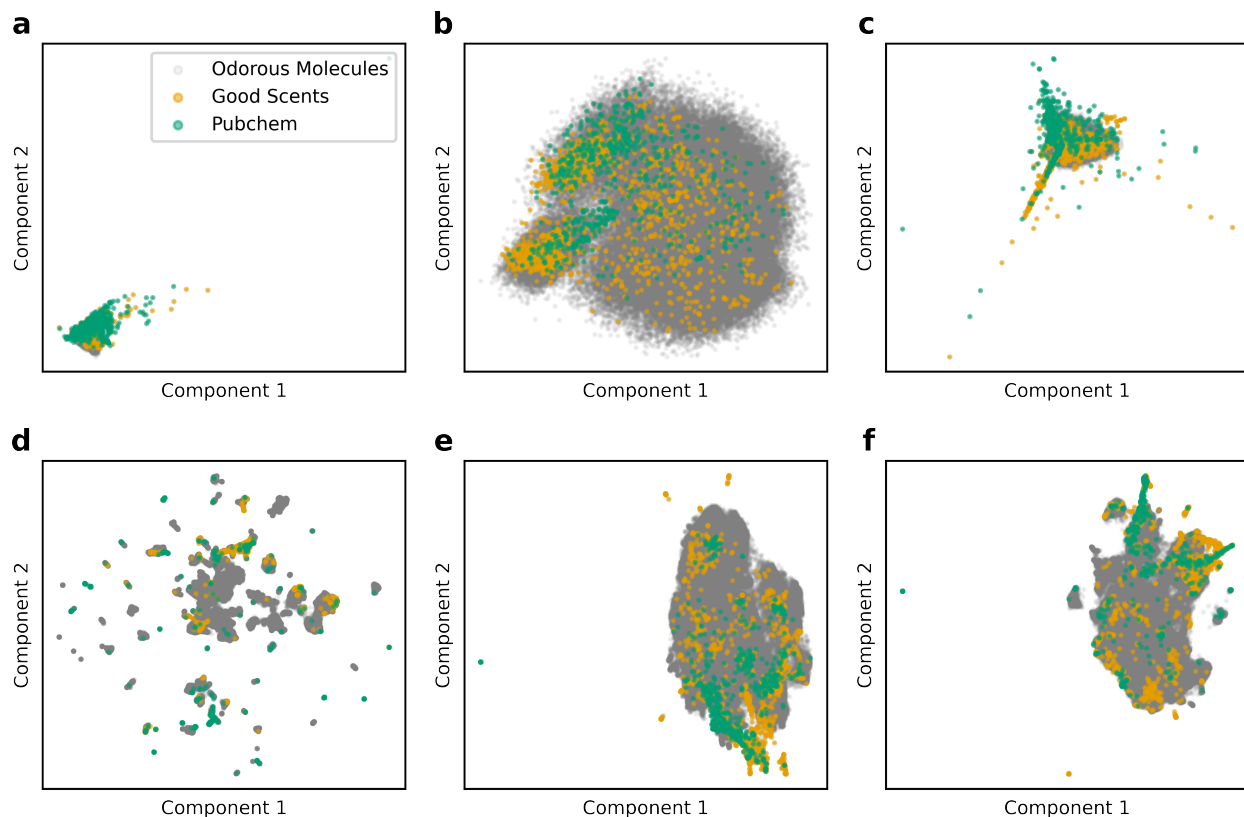 a
b
c
Odorous Molecules
Good Scents
Pubchem
Component 2
Component 2
Component 2
Component 1
Component 1
Component 1
d
e
f
Component 2
Component 2
Component 2
Component 1
Component 1
Component 1